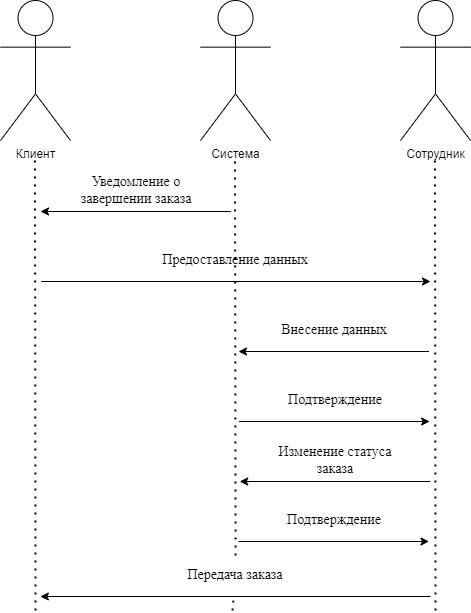 Клиент
Система
Сотрудник
Уведомление о
завершении заказа
Предоставление данных
Внесение данных
Подтверждение
Изменение статуса
заказа
Подтверждение
Передача заказа